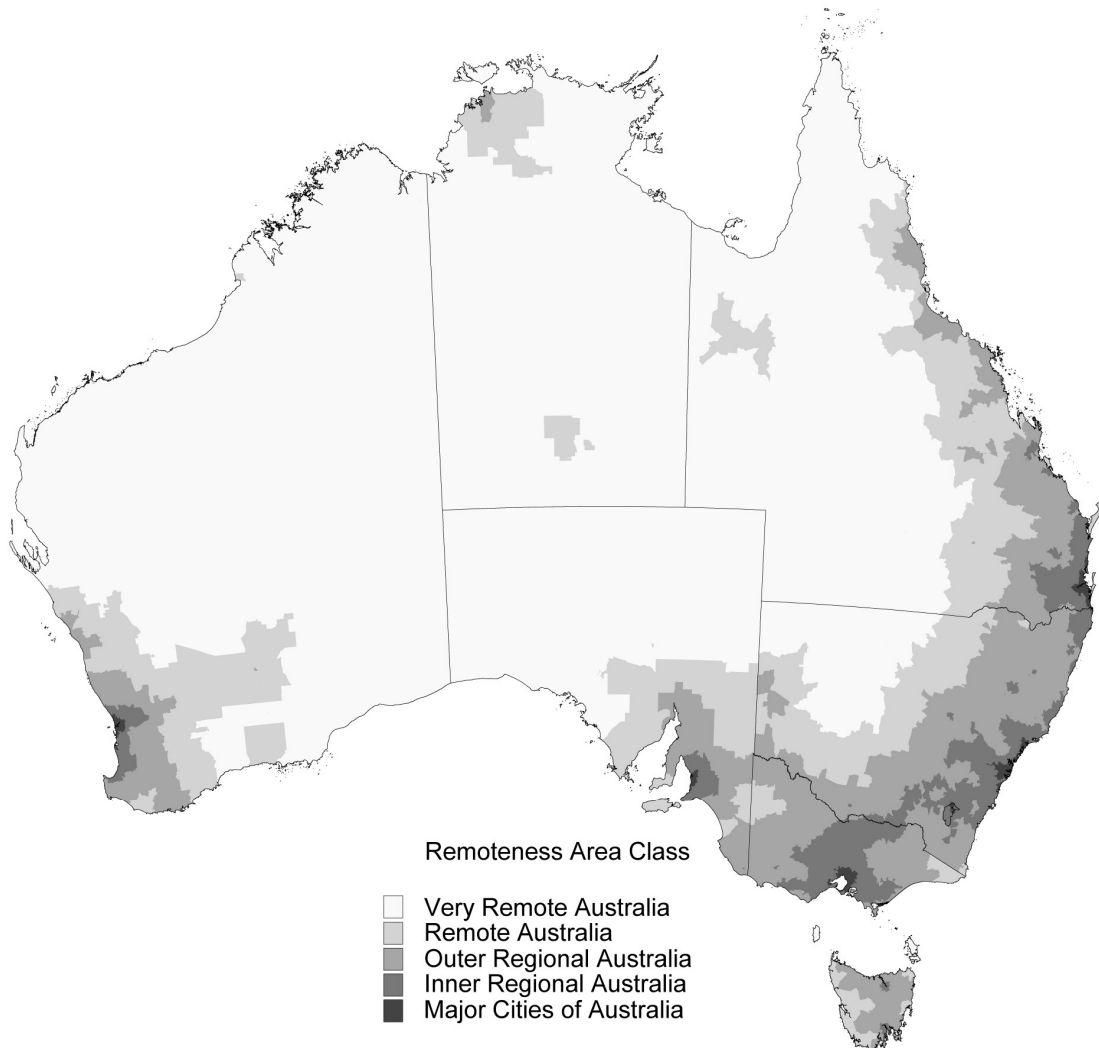 Remoteness Area Class
Very Remote Australia
Remote Australia
Outer Regional Australia
Inner Regional Australia
Major Cities of Australia